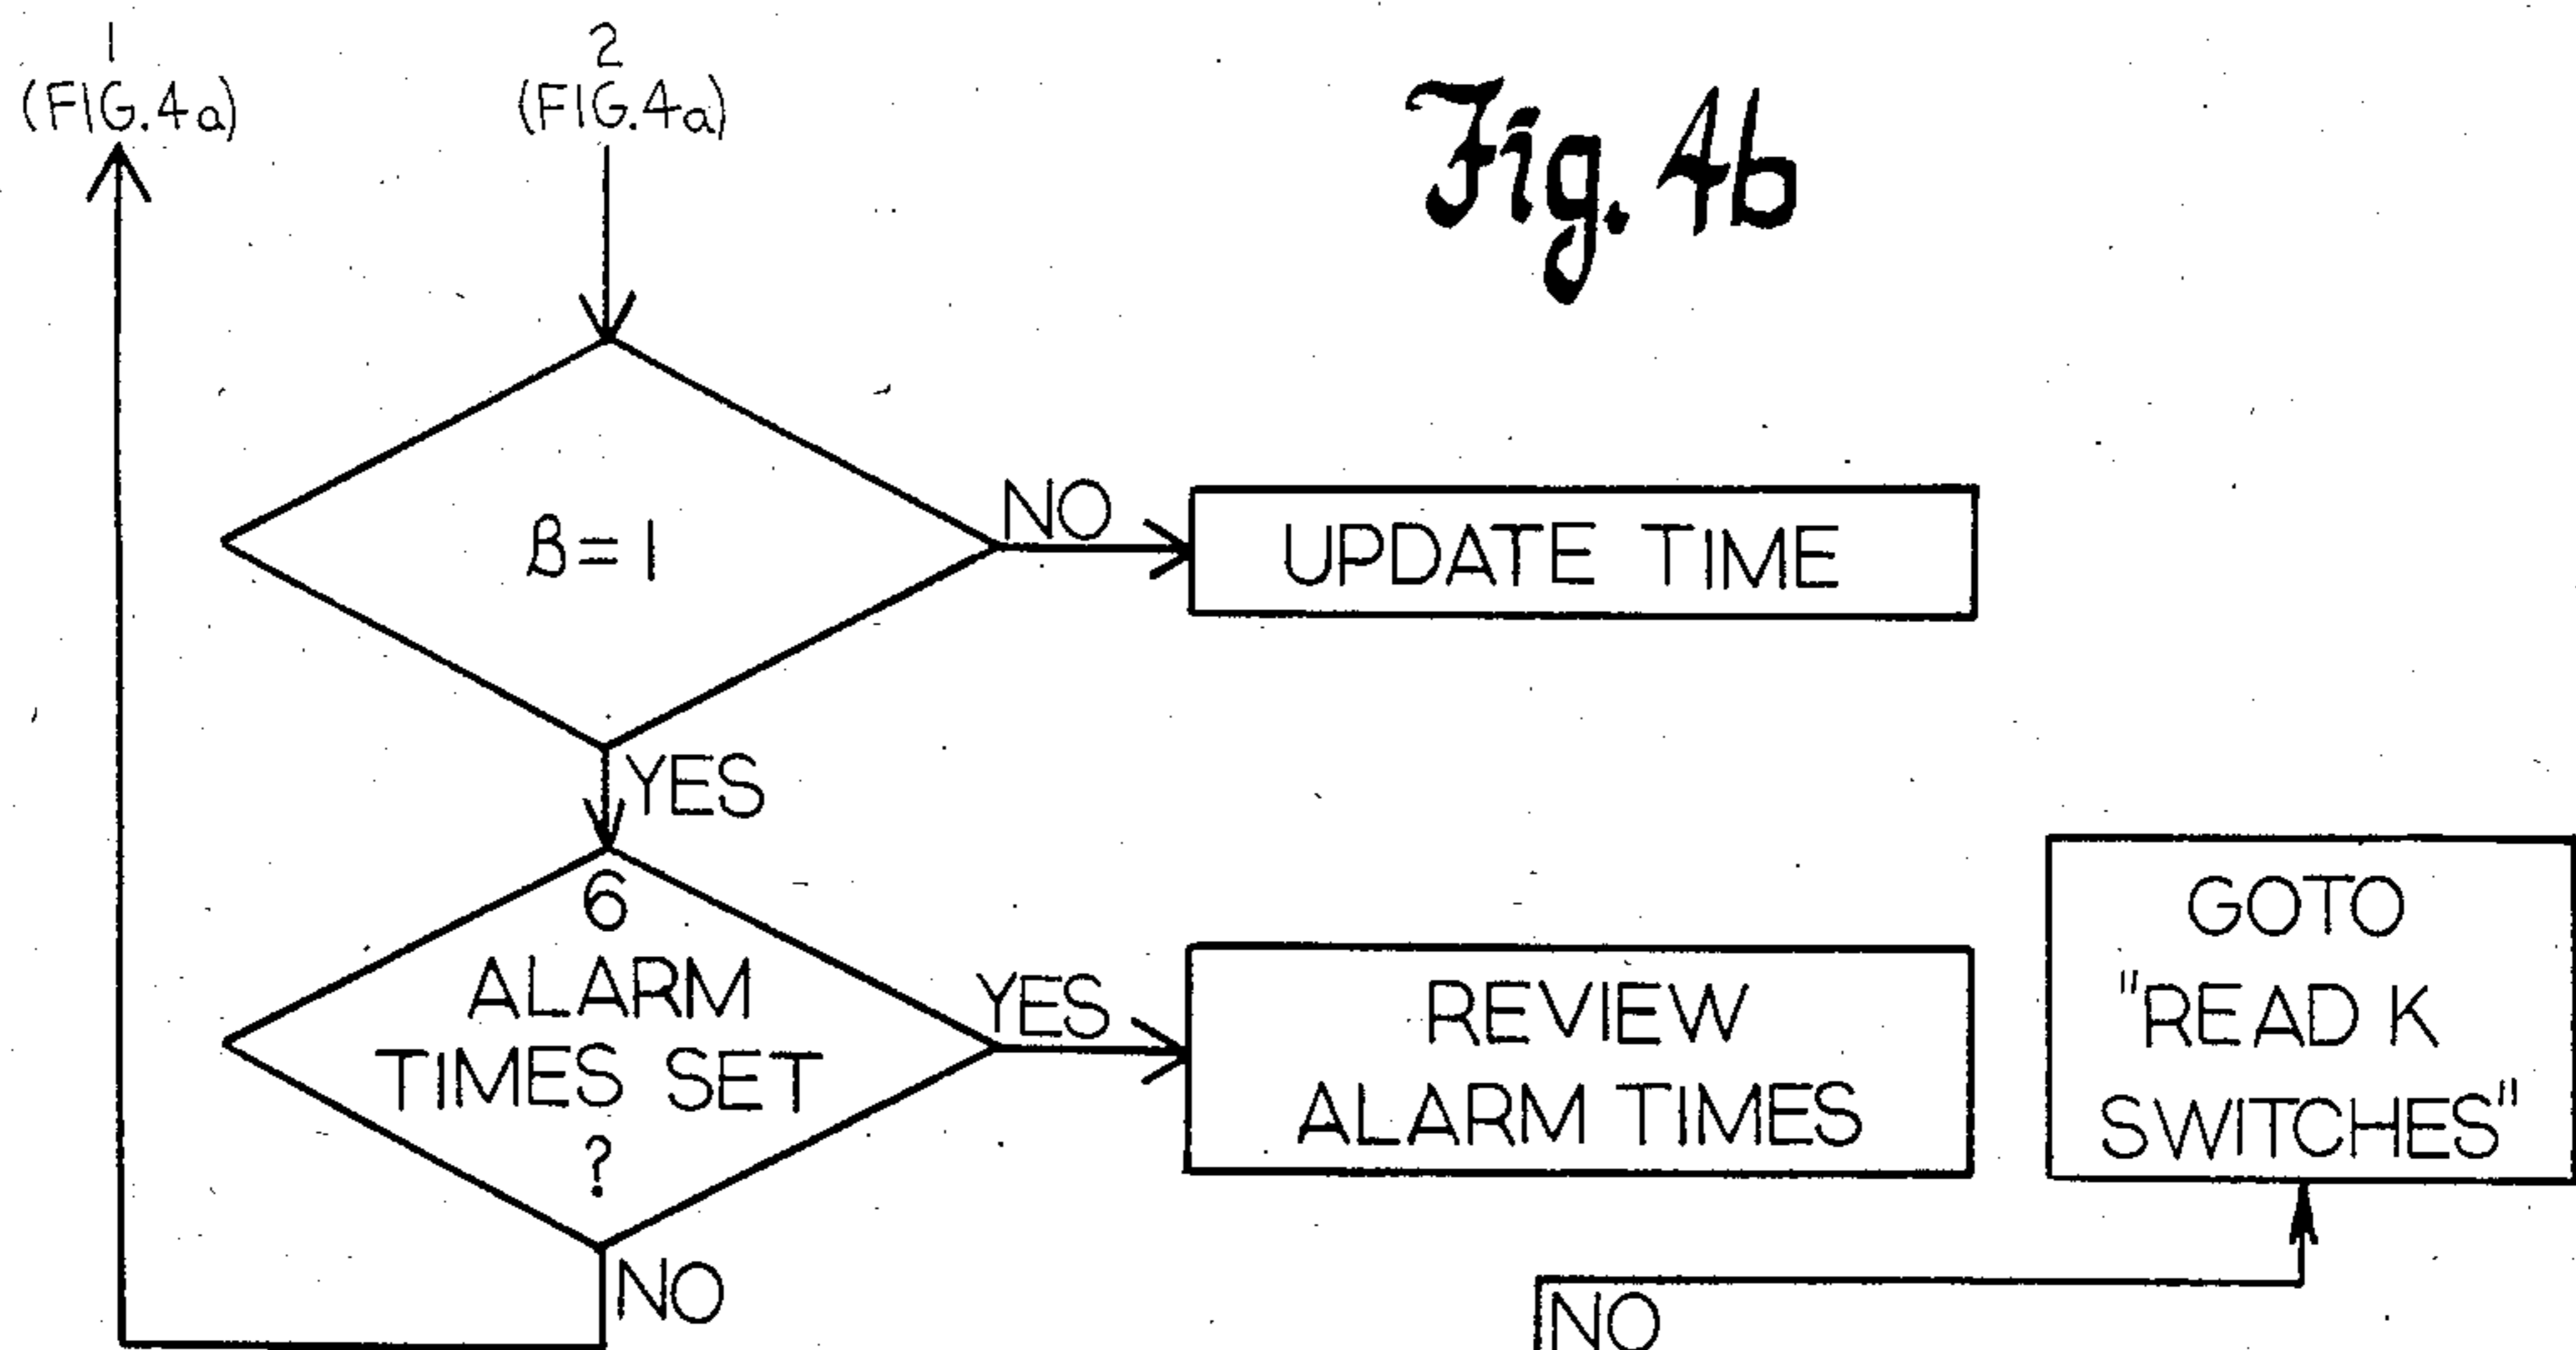 1
(FIG.4a)
2
(FIG.4a)
Fig. 4b
β=1
NO
UPDATE TIME
YES
6
ALARM
TIMES SET
?
YES
REVIEW
ALARM TIMES
GOTO
"READ K
SWITCHES"
NO
NO